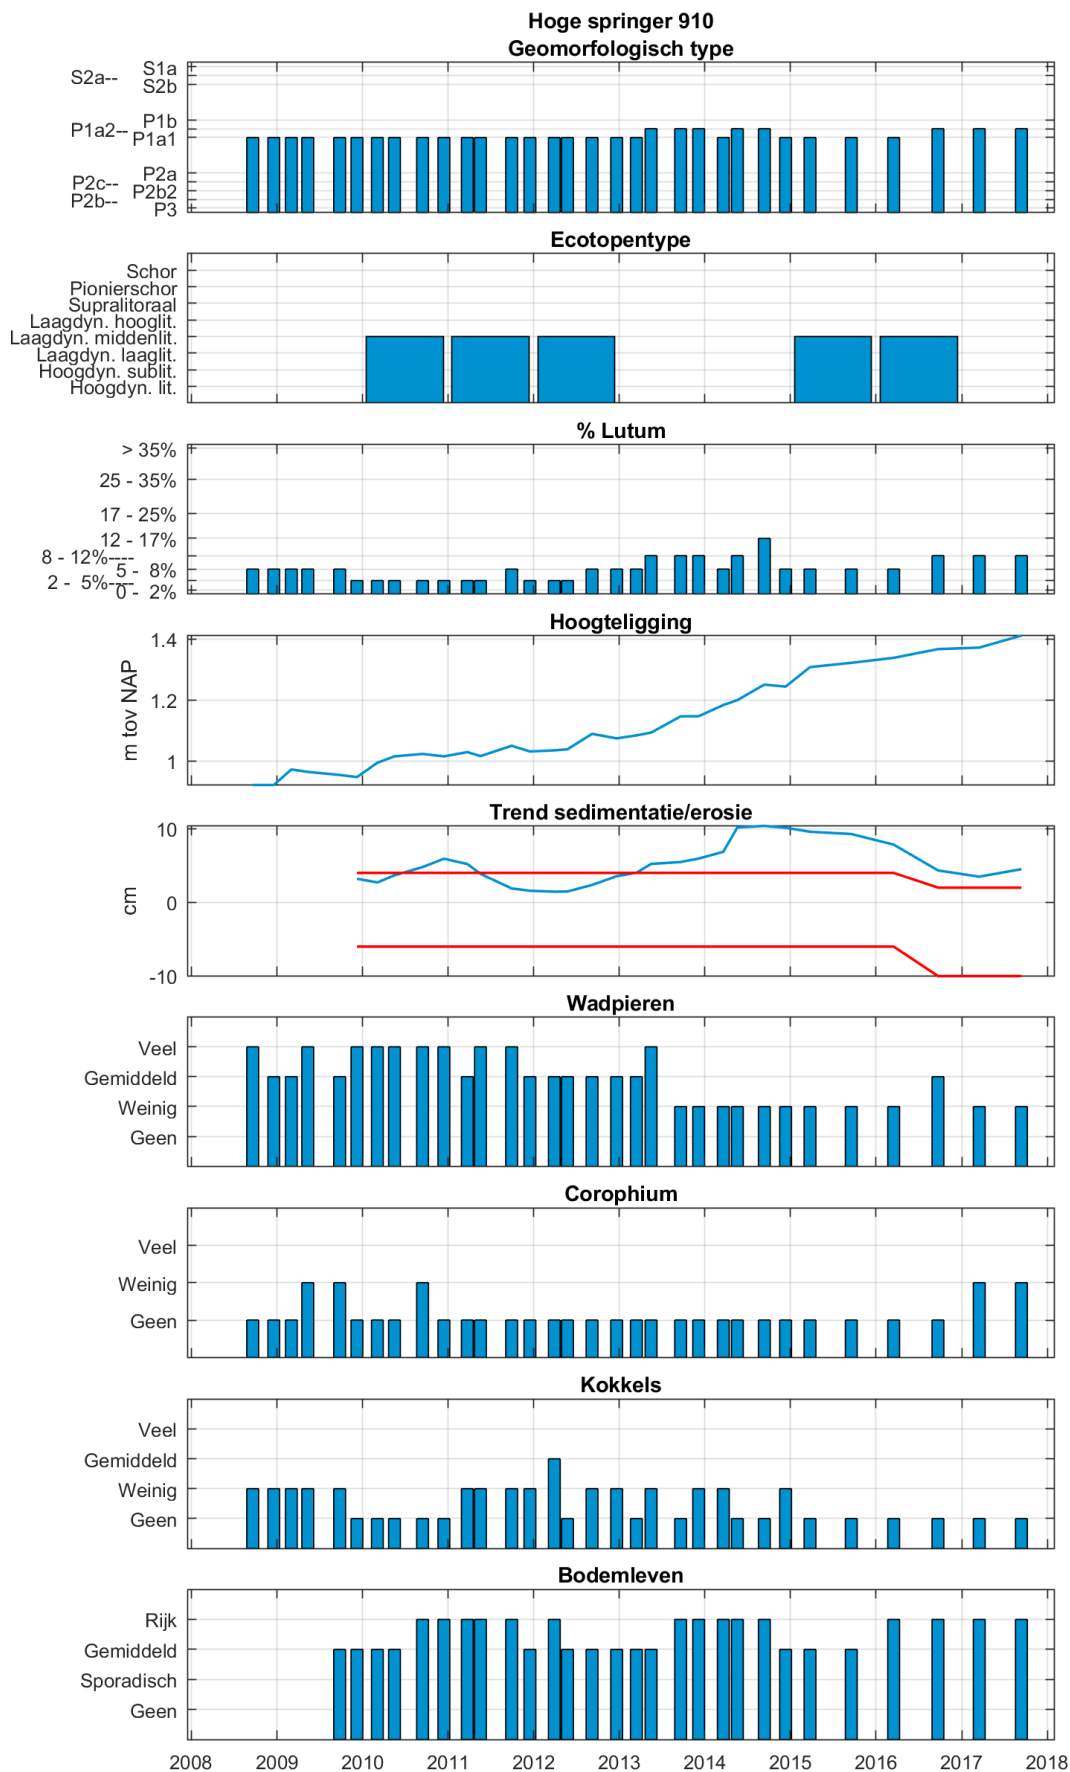 Hoge springer 910
Geomorfologisch type
S1a
S2a--
S2b
P1b
P1a2--
P1a1
P2a
P2c--
P2b2
P2b--
P3
Ecotopentype
Schor
Pionierschor
Supralitoraal
Laagdyn. hooglit.
Laagdyn. middenlit.
Laagdyn. laaglit.
Hoogdyn. sublit.
Hoogdyn. lit.
% Lutum
> 35%
25 - 35%
17 - 25%
12 - 17%
8 - 12%----
5 - 8%
2 - 5%----
0 - 2%
Hoogteligging
m tov NAP
1.4
1.2
1
Trend sedimentatie/erosie
cm
10
0
-10
Wadpieren
Veel
Gemiddeld
Weinig
Geen
Corophium
Veel
Weinig
Geen
Kokkels
Veel
Gemiddeld
Weinig
Geen
Bodemleven
Rijk
Gemiddeld
Sporadisch
Geen
2008 2009 2010 2011 2012 2013 2014 2015 2016 2017 2018